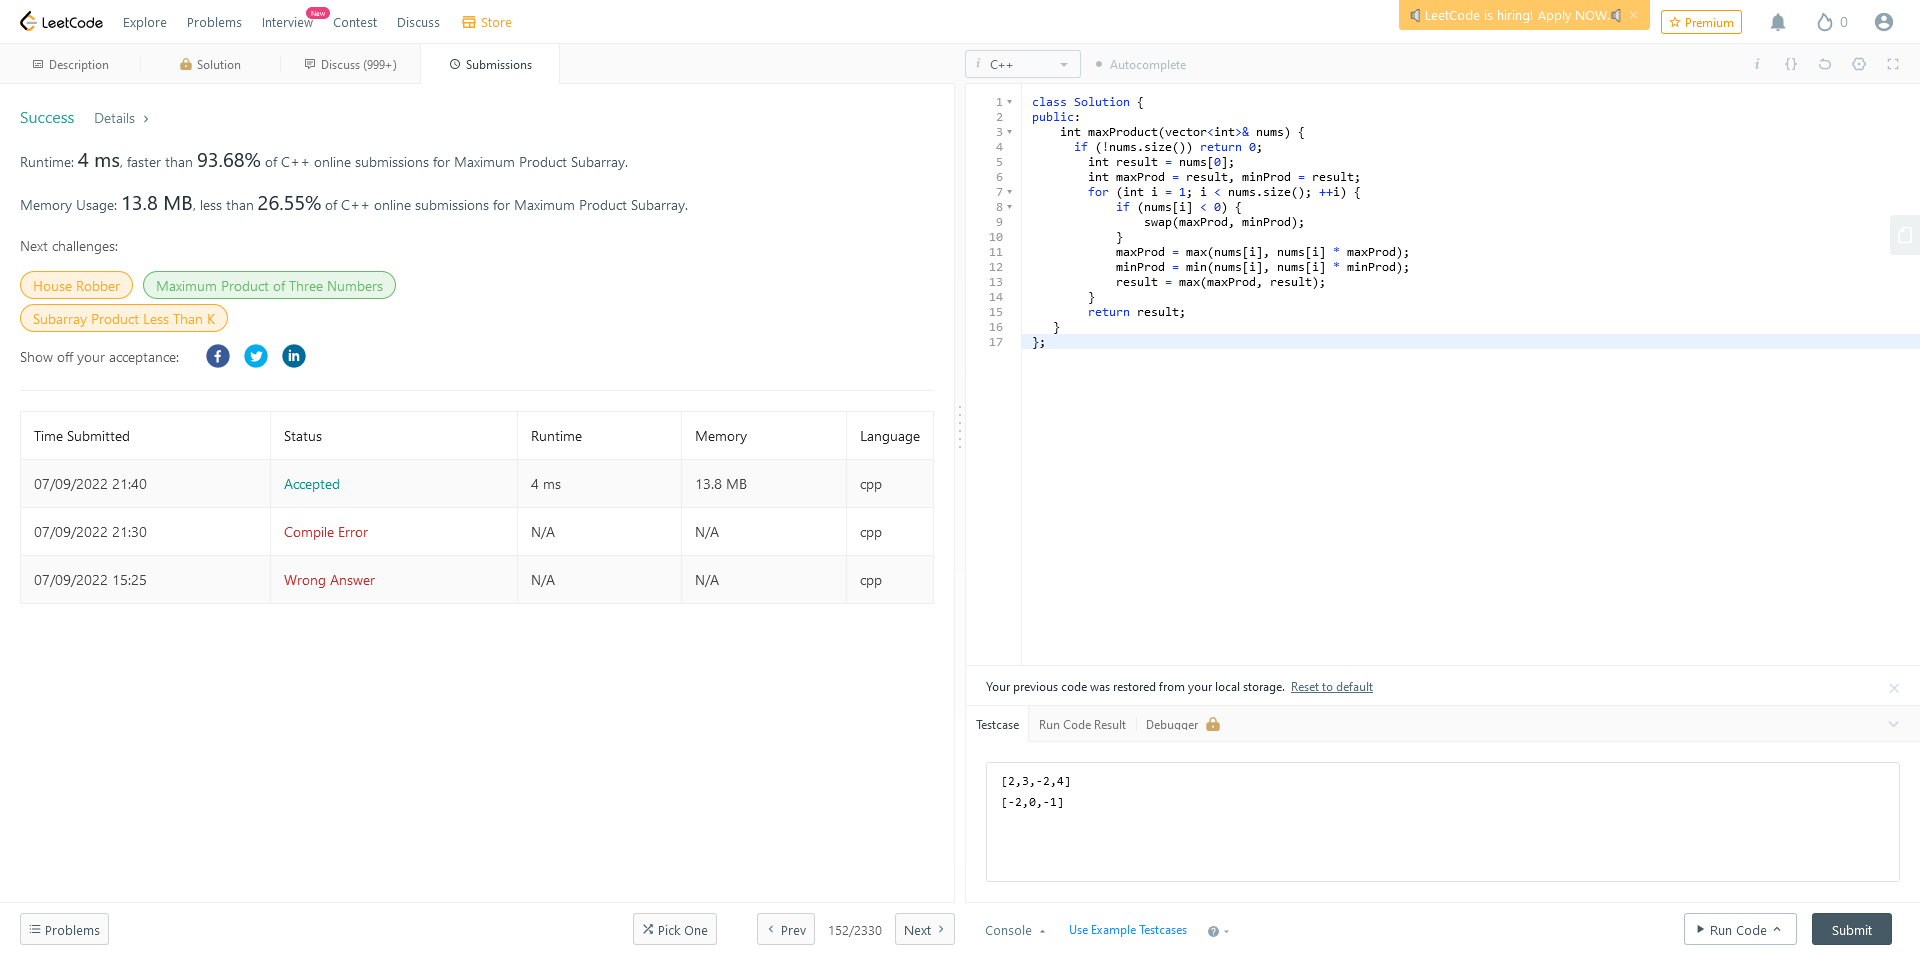 LeetCode Explore Problems Interview New Contest Discuss Store LeetCode is hiring! Apply NOW. × Premium 0
Description Solution Discuss (999+) Submissions
i C++ Autocomplete i {}
Success Details >
Runtime: 4 ms, faster than 93.68% of C++ online submissions for Maximum Product Subarray.
Memory Usage: 13.8 MB, less than 26.55% of C++ online submissions for Maximum Product Subarray.
Next challenges:
House Robber Maximum Product of Three Numbers
Subarray Product Less Than K
Show off your acceptance: f in
Time Submitted Status Runtime Memory Language
07/09/2022 21:40 Accepted 4 ms 13.8 MB cpp
07/09/2022 21:30 Compile Error N/A N/A cpp
07/09/2022 15:25 Wrong Answer N/A N/A cpp
Problems Pick One < Prev 152/2330 Next >
1 class Solution {
2 public:
3 int maxProduct(vector<int>& nums) {
4 if (!nums.size()) return 0;
5 int result = nums[0];
6 int maxProd = result, minProd = result;
7 for (int i = 1; i < nums.size(); ++i) {
8 if (nums[i] < 0) {
9 swap(maxProd, minProd);
10 }
11 maxProd = max(nums[i], nums[i] * maxProd);
12 minProd = min(nums[i], nums[i] * minProd);
13 result = max(maxProd, result);
14 }
15 return result;
16 }
17 };
Your previous code was restored from your local storage. Reset to default ×
Testcase Run Code Result Debugger
[2,3,-2,4]
[-2,0,-1]
Console Use Example Testcases ? Run Code Submit